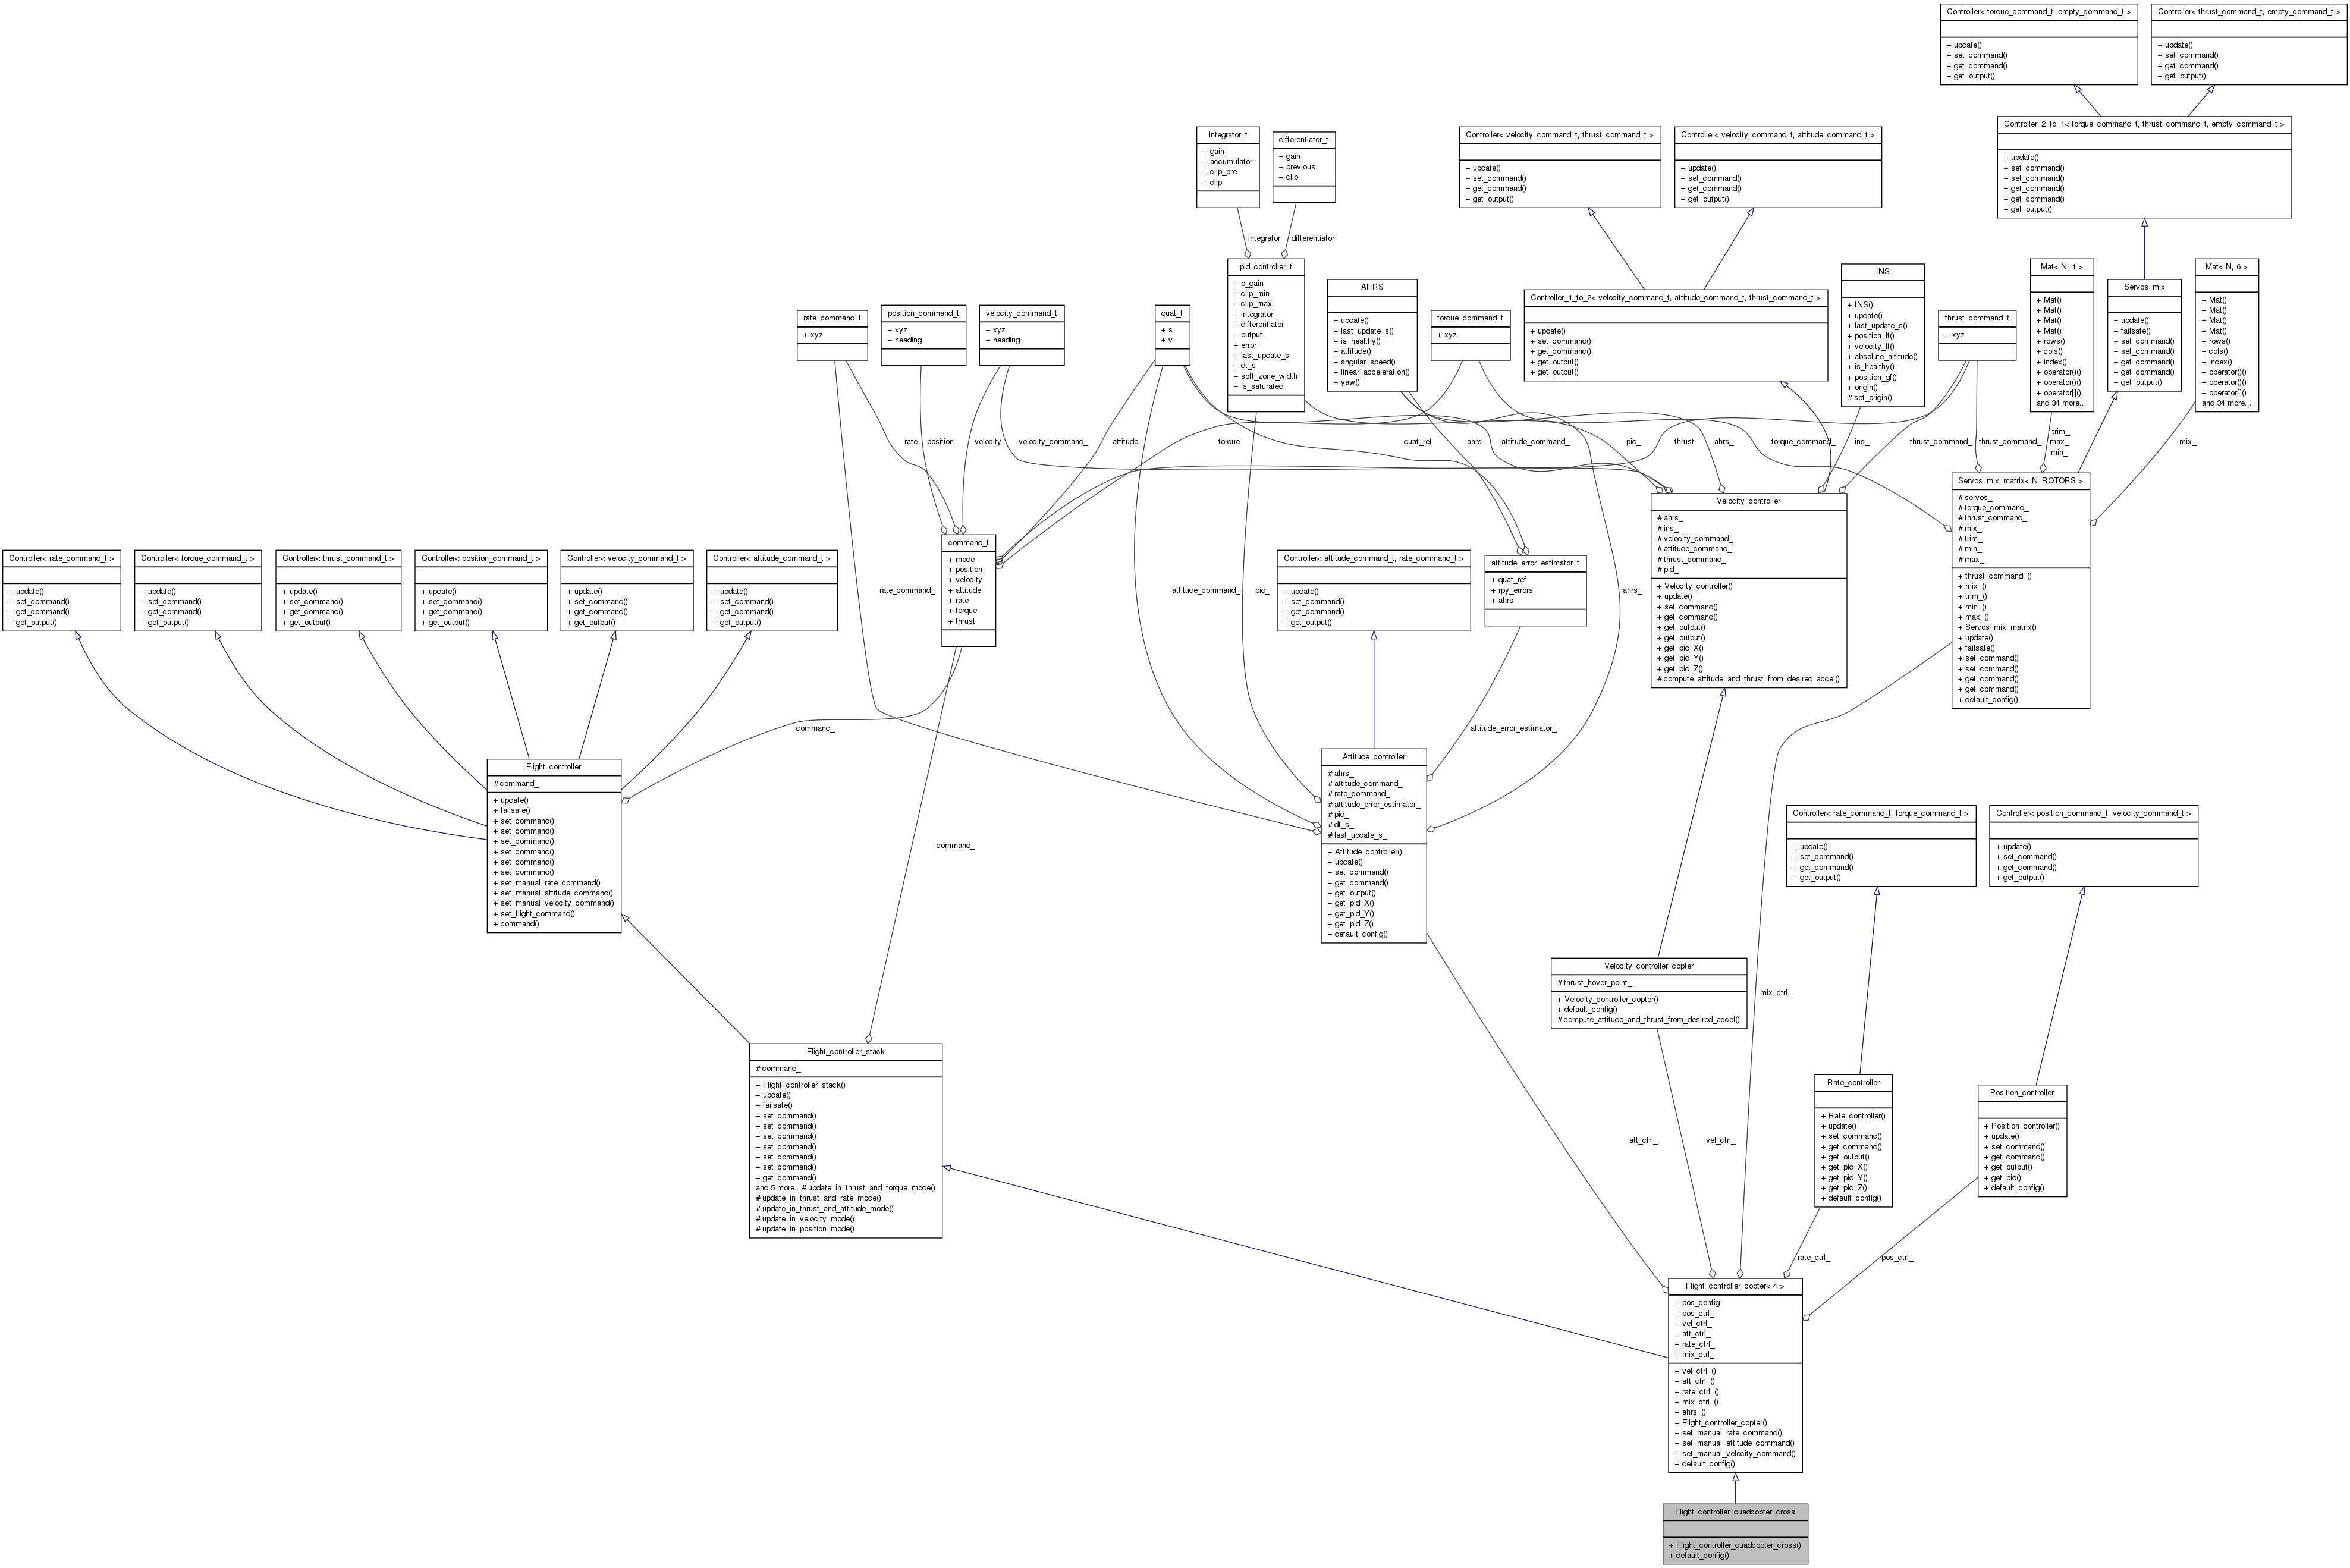 Controller< torque_command_t, empty_command_t >
+ update()
+ set_command()
+ get_command()
+ get_output()
Controller< thrust_command_t, empty_command_t >
+ update()
+ set_command()
+ get_command()
+ get_output()
Controller_2_to_1< torque_command_t, thrust_command_t, empty_command_t >
+ update()
+ set_command()
+ set_command()
+ get_command()
+ get_command()
+ get_output()
integrator_t
+ gain
+ accumulator
+ clip_pre
+ clip
differentiator_t
+ gain
+ previous
+ clip
Controller< velocity_command_t, thrust_command_t >
+ update()
+ set_command()
+ get_command()
+ get_output()
Controller< velocity_command_t, attitude_command_t >
+ update()
+ set_command()
+ get_command()
+ get_output()
integrator
differentiator
rate_command_t
+ xyz
position_command_t
+ xyz
+ heading
velocity_command_t
+ xyz
+ heading
quat_t
+ s
+ v
pid_controller_t
+ p_gain
+ clip_min
+ clip_max
+ integrator
+ differentiator
+ output
+ error
+ last_update_s
+ dt_s
+ soft_zone_width
+ is_saturated
AHRS
+ update()
+ last_update_s()
+ is_healthy()
+ attitude()
+ angular_speed()
+ linear_acceleration()
+ yaw()
torque_command_t
+ xyz
Controller_1_to_2< velocity_command_t, attitude_command_t, thrust_command_t >
+ update()
+ set_command()
+ get_command()
+ get_output()
+ get_output()
INS
+ INS()
+ update()
+ last_update_s()
+ position_lf()
+ velocity_lf()
+ absolute_altitude()
+ is_healthy()
+ position_gf()
+ origin()
# set_origin()
thrust_command_t
+ xyz
Mat< N, 1 >
+ Mat()
+ Mat()
+ Mat()
+ Mat()
+ rows()
+ cols()
+ index()
+ operator()()
+ operator()()
+ operator[]()
and 34 more...
Servos_mix
+ update()
+ failsafe()
+ set_command()
+ set_command()
+ get_command()
+ get_command()
+ get_output()
Mat< N, 6 >
+ Mat()
+ Mat()
+ Mat()
+ Mat()
+ rows()
+ cols()
+ index()
+ operator()()
+ operator()()
+ operator[]()
and 34 more...
rate
position
velocity
velocity_command_
attitude
torque
quat_ref
ahrs
attitude_command_
pid_
thrust
ahrs_
torque_command_
ins_
thrust_command_
thrust_command_
trim_
max_
min_
mix_
Controller< rate_command_t >
+ update()
+ set_command()
+ get_command()
+ get_output()
Controller< torque_command_t >
+ update()
+ set_command()
+ get_command()
+ get_output()
Controller< thrust_command_t >
+ update()
+ set_command()
+ get_command()
+ get_output()
Controller< position_command_t >
+ update()
+ set_command()
+ get_command()
+ get_output()
Controller< velocity_command_t >
+ update()
+ set_command()
+ get_command()
+ get_output()
Controller< attitude_command_t >
+ update()
+ set_command()
+ get_command()
+ get_output()
rate_command_
command_t
+ mode
+ position
+ velocity
+ attitude
+ rate
+ torque
+ thrust
attitude_command_
pid_
Controller< attitude_command_t, rate_command_t >
+ update()
+ set_command()
+ get_command()
+ get_output()
attitude_error_estimator_t
+ quat_ref
+ rpy_errors
+ ahrs
ahrs_
Velocity_controller
# ahrs_
# ins_
# velocity_command_
# attitude_command_
# thrust_command_
# pid_
+ Velocity_controller()
+ update()
+ set_command()
+ get_command()
+ get_output()
+ get_output()
+ get_pid_X()
+ get_pid_Y()
+ get_pid_Z()
# compute_attitude_and_thrust_from_desired_accel()
Servos_mix_matrix< N_ROTORS >
# servos_
# torque_command_
# thrust_command_
# mix_
# trim_
# min_
# max_
+ thrust_command_()
+ mix_()
+ trim_()
+ min_()
+ max_()
+ Servos_mix_matrix()
+ update()
+ failsafe()
+ set_command()
+ set_command()
+ get_command()
+ get_command()
+ default_config()
command_
attitude_error_estimator_
Flight_controller
# command_
+ update()
+ failsafe()
+ set_command()
+ set_command()
+ set_command()
+ set_command()
+ set_command()
+ set_command()
+ set_manual_rate_command()
+ set_manual_attitude_command()
+ set_manual_velocity_command()
+ set_flight_command()
+ command()
command_
Attitude_controller
# ahrs_
# attitude_command_
# rate_command_
# attitude_error_estimator_
# pid_
# dt_s_
# last_update_s_
+ Attitude_controller()
+ update()
+ set_command()
+ get_command()
+ get_output()
+ get_pid_X()
+ get_pid_Y()
+ get_pid_Z()
+ default_config()
Controller< rate_command_t, torque_command_t >
+ update()
+ set_command()
+ get_command()
+ get_output()
Controller< position_command_t, velocity_command_t >
+ update()
+ set_command()
+ get_command()
+ get_output()
Velocity_controller_copter
# thrust_hover_point_
+ Velocity_controller_copter()
+ default_config()
# compute_attitude_and_thrust_from_desired_accel()
mix_ctrl_
Flight_controller_stack
# command_
+ Flight_controller_stack()
+ update()
+ failsafe()
+ set_command()
+ set_command()
+ set_command()
+ set_command()
+ set_command()
+ set_command()
+ get_command()
and 5 more...# update_in_thrust_and_torque_mode()
# update_in_thrust_and_rate_mode()
# update_in_thrust_and_attitude_mode()
# update_in_velocity_mode()
# update_in_position_mode()
att_ctrl_
vel_ctrl_
Rate_controller
+ Rate_controller()
+ update()
+ set_command()
+ get_command()
+ get_output()
+ get_pid_X()
+ get_pid_Y()
+ get_pid_Z()
+ default_config()
Position_controller
+ Position_controller()
+ update()
+ set_command()
+ get_command()
+ get_output()
+ get_pid()
+ default_config()
rate_ctrl_
pos_ctrl_
Flight_controller_copter< 4 >
+ pos_config
+ pos_ctrl_
+ vel_ctrl_
+ att_ctrl_
+ rate_ctrl_
+ mix_ctrl_
+ vel_ctrl_()
+ att_ctrl_()
+ rate_ctrl_()
+ mix_ctrl_()
+ ahrs_()
+ Flight_controller_copter()
+ set_manual_rate_command()
+ set_manual_attitude_command()
+ set_manual_velocity_command()
+ default_config()
Flight_controller_quadcopter_cross
+ Flight_controller_quadcopter_cross()
+ default_config()